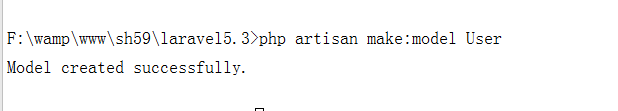 F:\wamp\www\sh59\laravel5.3>php artisan make:model User
Model created successfully.